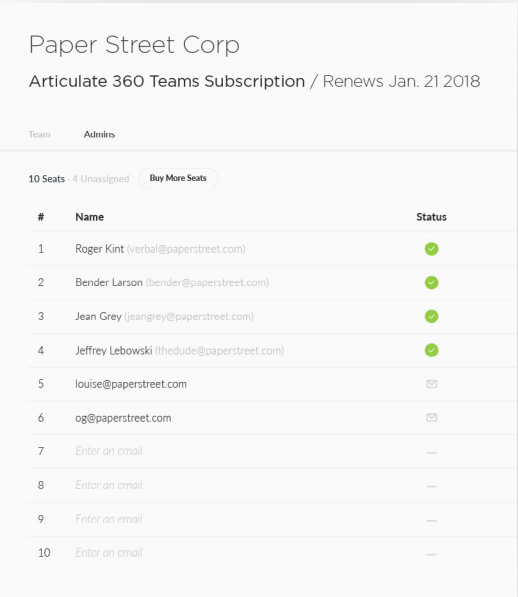 Paper Street Corp
Articulate 360 Teams Subscription / Renews Jan. 21 2018
Team Admins
10 Seats - 4 Unassigned Buy More Seats
# Name Status
1 Roger Kint (verbal@paperstreet.com)
2 Bender Larson (bender@paperstreet.com)
3 Jean Grey (jeangrey@paperstreet.com)
4 Jeffrey Lebowski (thedude@paperstreet.com)
5 louise@paperstreet.com
6 og@paperstreet.com
7 Enter an email —
8 Enter an email —
9 Enter an email —
10 Enter an email —